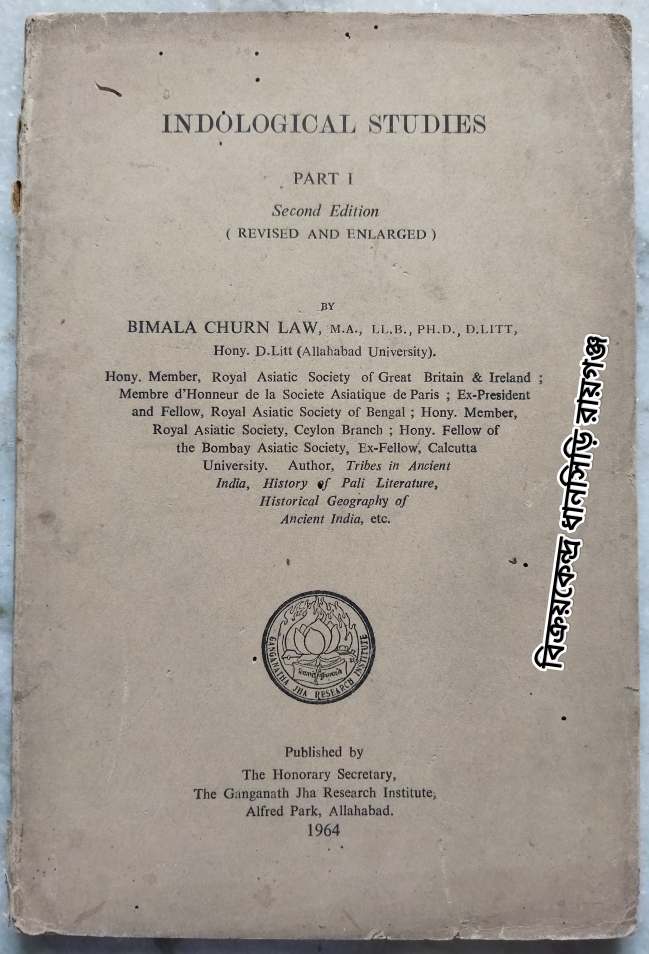 INDOLOGICAL STUDIES
PART I
Second Edition
( REVISED AND ENLARGED )
BY
BIMALA CHURN LAW, M.A., LL.B., PH.D., D.LITT,
Hony. D.Litt (Allahabad University).
Hony. Member, Royal Asiatic Society of Great Britain & Ireland ;
Membre d'Honneur de la Societe Asiatique de Paris ; Ex-President
and Fellow, Royal Asiatic Society of Bengal ; Hony. Member,
Royal Asiatic Society, Ceylon Branch ; Hony. Fellow of
the Bombay Asiatic Society, Ex-Fellow, Calcutta
University. Author, Tribes in Ancient
India, History of Pali Literature,
Historical Geography of
Ancient India, etc.
GANGANATHA JHA RESEARCH INSTITUTE
Published by
The Honorary Secretary,
The Ganganath Jha Research Institute,
Alfred Park, Allahabad.
1964
বিক্রয়কেন্দ্র ধানসিড়ি রায়গঞ্জ